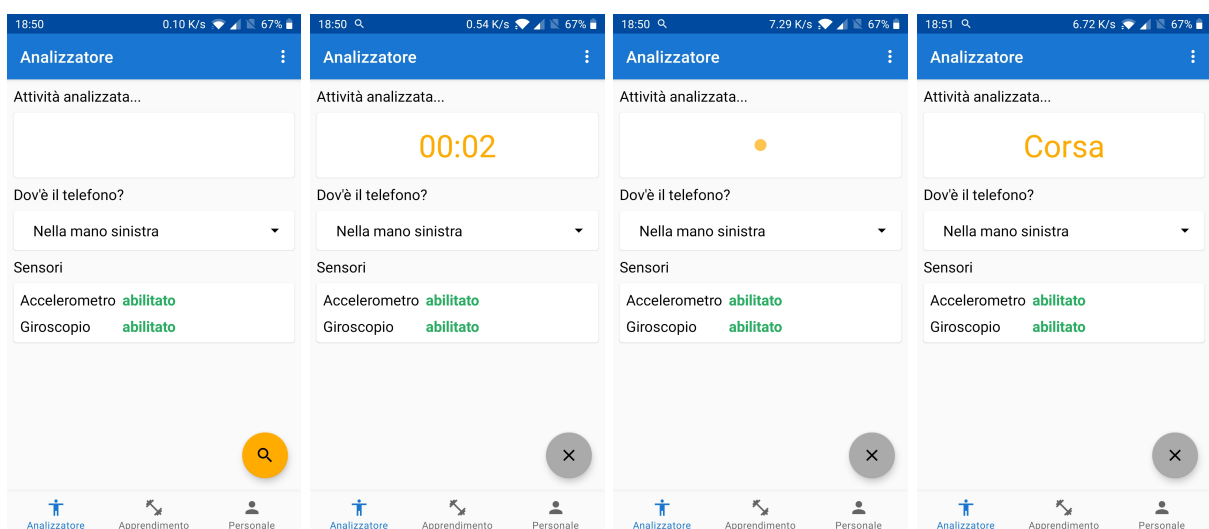 18:50 0.10 K/s 67%
Analizzatore
Attività analizzata...
Dov'è il telefono?
Nella mano sinistra
Sensori
Accelerometro abilitato
Giroscopio abilitato
Analizzatore Apprendimento Personale
18:50 0.54 K/s 67%
Analizzatore
Attività analizzata...
00:02
Dov'è il telefono?
Nella mano sinistra
Sensori
Accelerometro abilitato
Giroscopio abilitato
Analizzatore Apprendimento Personale
18:50 7.29 K/s 67%
Analizzatore
Attività analizzata...
Dov'è il telefono?
Nella mano sinistra
Sensori
Accelerometro abilitato
Giroscopio abilitato
Analizzatore Apprendimento Personale
18:51 6.72 K/s 67%
Analizzatore
Attività analizzata...
Corsa
Dov'è il telefono?
Nella mano sinistra
Sensori
Accelerometro abilitato
Giroscopio abilitato
Analizzatore Apprendimento Personale